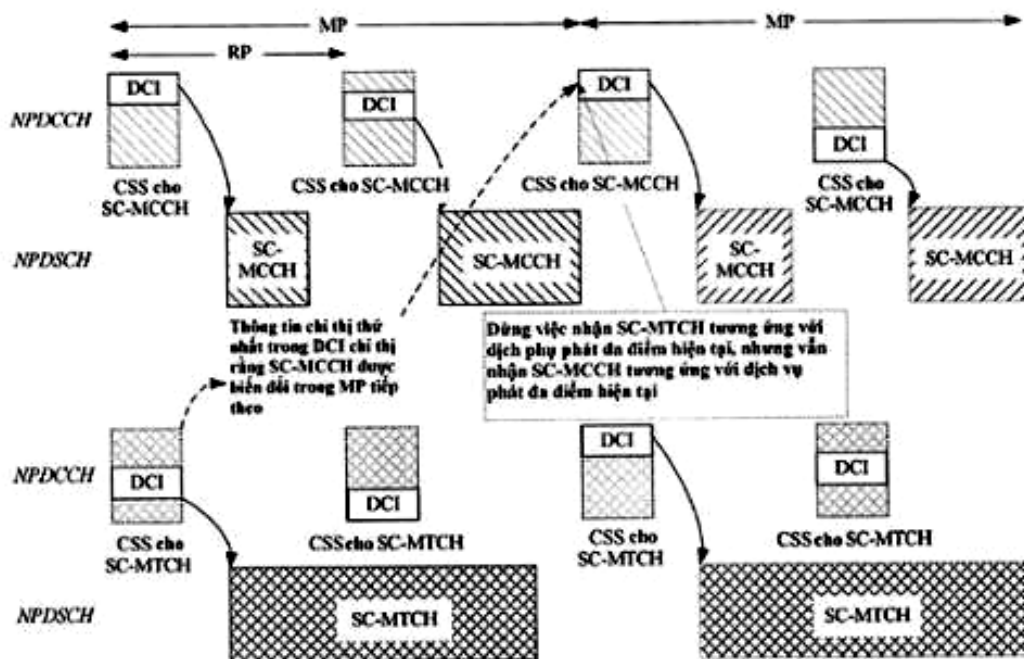 MP MP
RP
DCI DCI DCI DCI
NPDCCH
CSS cho
SC-MCCH
CSS cho SC-MCCH
CSS cho SC-MCCH
CSS cho
SC-MCCH
NPDSCH
SC-
MCCH
SC-MCCH
SC-
MCCH
SC-MCCH
Thông tin chỉ thị thứ
nhất trong DCI chỉ thị
rằng SC-MCCH được
biến đổi trong MP tiếp
theo
Dừng việc nhận SC-MTCH tương ứng với
dịch phụ phát đa điểm hiện tại, nhưng vẫn
nhận SC-MCCH tương ứng với dịch vụ
phát đa điểm hiện tại
NPDCCH
DCI DCI DCI DCI
CSS cho
SC-MTCH
CSS cho SC-MTCH
CSS cho
SC-MTCH
CSS cho SC-MTCH
NPDSCH
SC-MTCH SC-MTCH